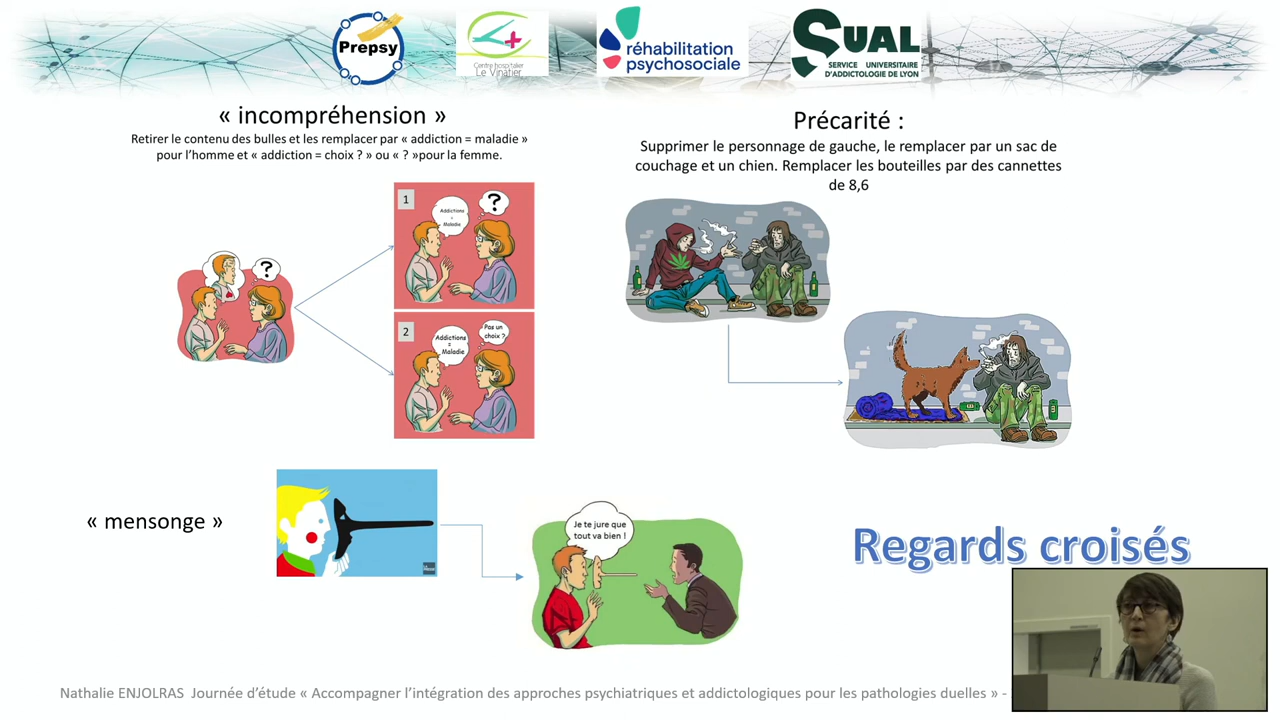 Prepsy
Centre hospitalier
Le Vinatier
réhabilitation
psychosociale
SUAL
SERVICE UNIVERSITAIRE
D'ADDICTOLOGIE DE LYON
« incompréhension »
Retirer le contenu des bulles et les remplacer par « addiction = maladie »
pour l'homme et « addiction = choix ? » ou « ? »pour la femme.
Précarité :
Supprimer le personnage de gauche, le remplacer par un sac de
couchage et un chien. Remplacer les bouteilles par des cannettes
de 8,6
?
1
Addictions
=
Maladie
?
2
Addictions
=
Maladie
Pas un
choix ?
« mensonge »
Je te jure que
tout va bien !
Regards croisés
Nathalie ENJOLRAS Journée d'étude « Accompagner l'intégration des approches psychiatriques et addictologiques pour les pathologies duelles » -